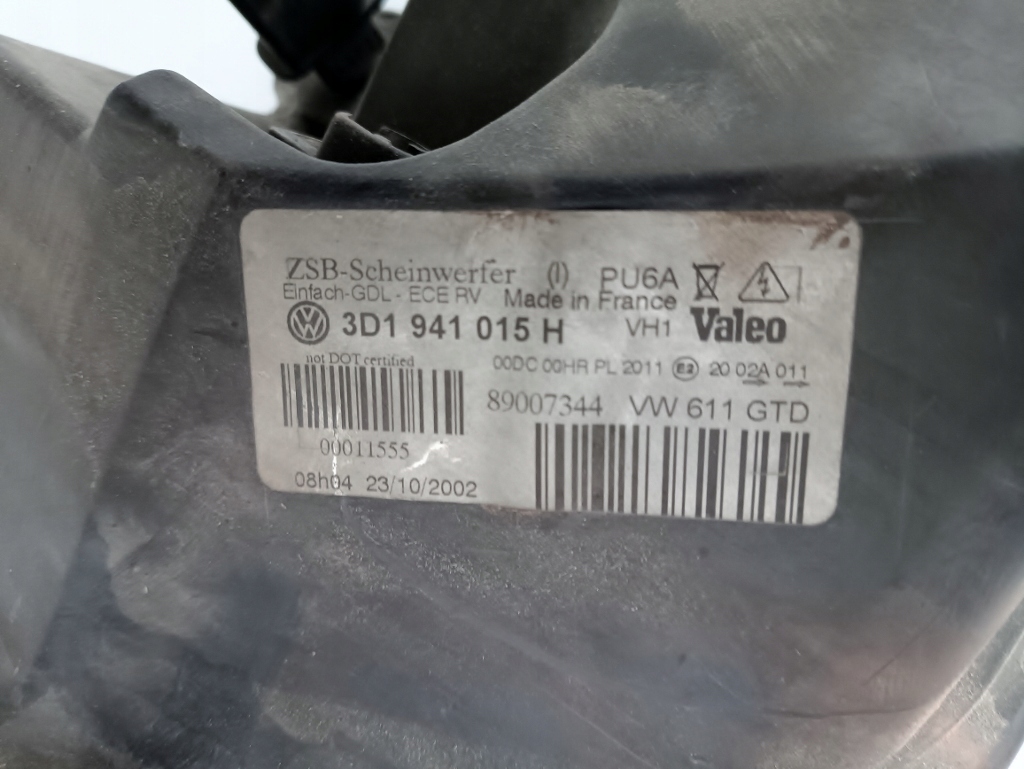 ZSB-Scheinwerfer (l) PU6A
Einfach-GDL - ECE RV Made in France
3D1 941 015 H VH1 Valeo
not DOT certified
00DC 00HR PL 2011 E2 20 02A 011
89007344 VW 611 GTD
00011555
08h04 23/10/2002